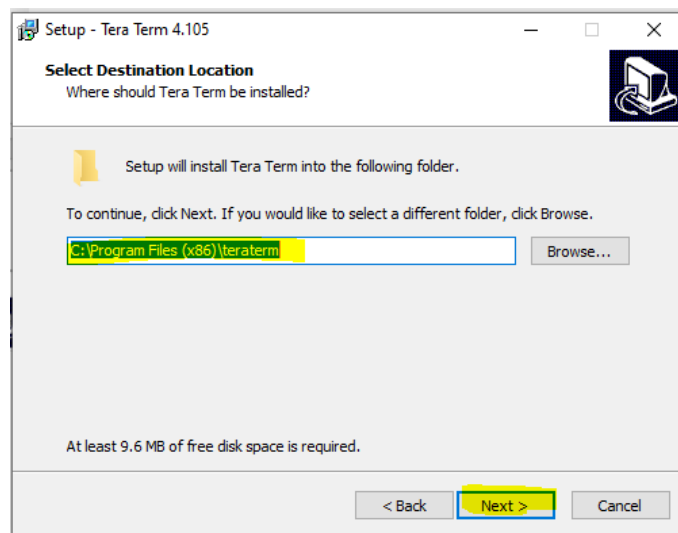 Setup - Tera Term 4.105
Select Destination Location
Where should Tera Term be installed?
Setup will install Tera Term into the following folder.
To continue, click Next. If you would like to select a different folder, click Browse.
C:\Program Files (x86)\teraterm
Browse...
At least 9.6 MB of free disk space is required.
< Back Next > Cancel